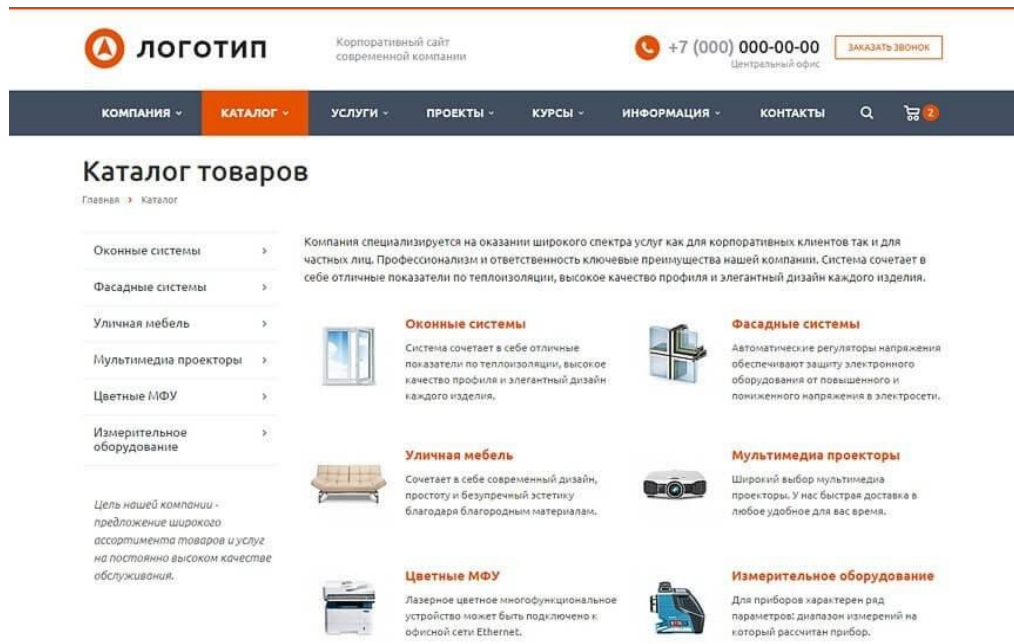 ЛОГОТИП
Корпоративный сайт
современной компании
+7 (000) 000-00-00
Центральный офис
ЗАКАЗАТЬ ЗВОНОК
КОМПАНИЯ КАТАЛОГ УСЛУГИ ПРОЕКТЫ КУРСЫ ИНФОРМАЦИЯ КОНТАКТЫ 2
Каталог товаров
Главная > Каталог
Оконные системы
Фасадные системы
Уличная мебель
Мультимедиа проекторы
Цветные МФУ
Измерительное
оборудование
Цель нашей компании -
предложение широкого
ассортимента товаров и услуг
на постоянно высоком качестве
обслуживания.
Компания специализируется на оказании широкого спектра услуг как для корпоративных клиентов так и для
частных лиц. Профессионализм и ответственность ключевые преимущества нашей компании. Система сочетает в
себе отличные показатели по теплоизоляции, высокое качество профиля и элегантный дизайн каждого изделия.
Оконные системы
Система сочетает в себе отличные
показатели по теплоизоляции, высокое
качество профиля и элегантный дизайн
каждого изделия.
Фасадные системы
Автоматические регуляторы напряжения
обеспечивают защиту электронного
оборудования от повышенного и
пониженного напряжения в электросети.
Уличная мебель
Сочетает в себе современный дизайн,
простоту и безупречный эстетику
благодаря благородным материалам.
Мультимедиа проекторы
Широкий выбор мультимедиа
проекторы. У нас быстрая доставка в
любое удобное для вас время.
Цветные МФУ
Лазерное цветное многофункциональное
устройство может быть подключено к
офисной сети Ethernet.
Измерительное оборудование
Для приборов характерен ряд
параметров: диапазон измерений на
который рассчитан прибор.